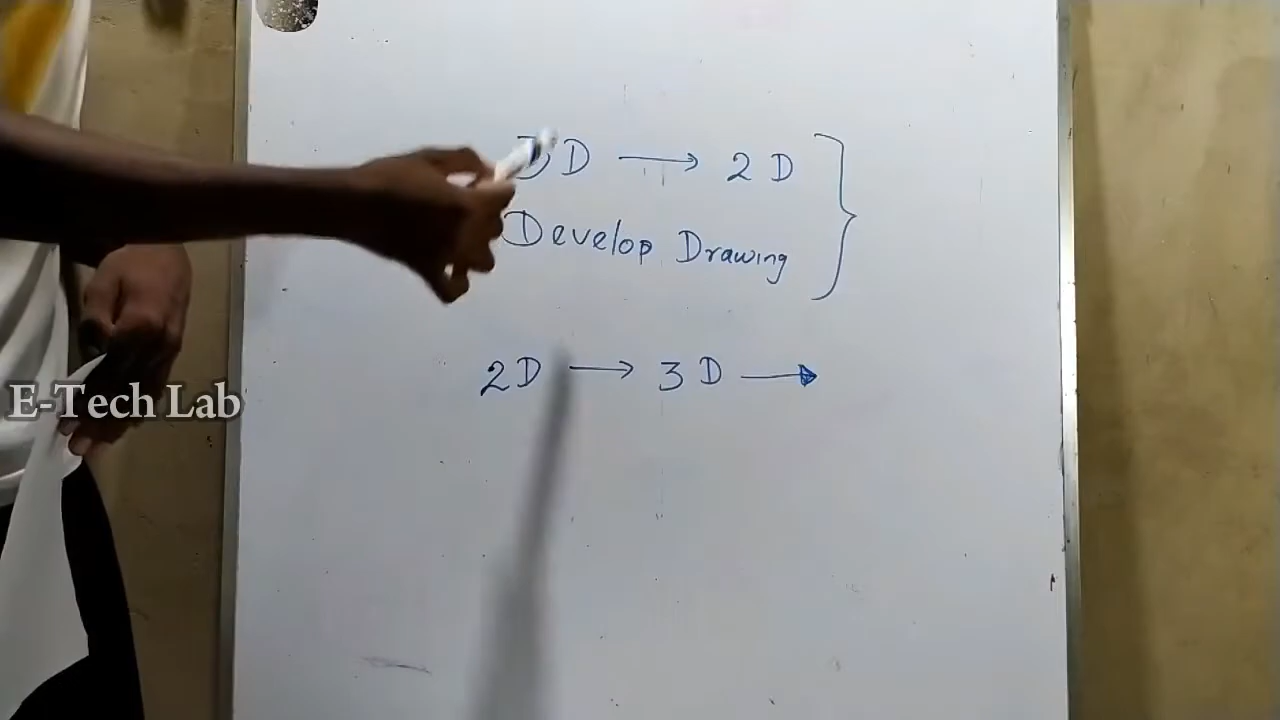 D → 2 D
Develop Drawing
2D → 3 D →
E-Tech Lab